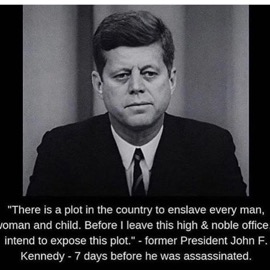 "There is a plot in the country to enslave every man,
woman and child. Before I leave this high & noble office,
intend to expose this plot." - former President John F.
Kennedy - 7 days before he was assassinated.